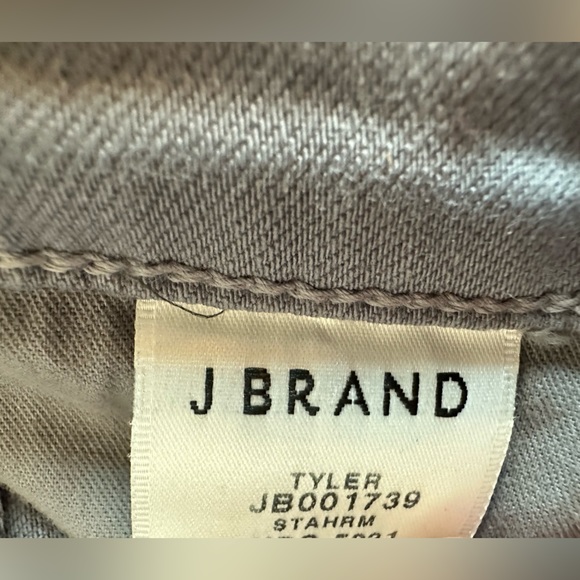 J BRAND
TYLER
JB001739
STAHRM